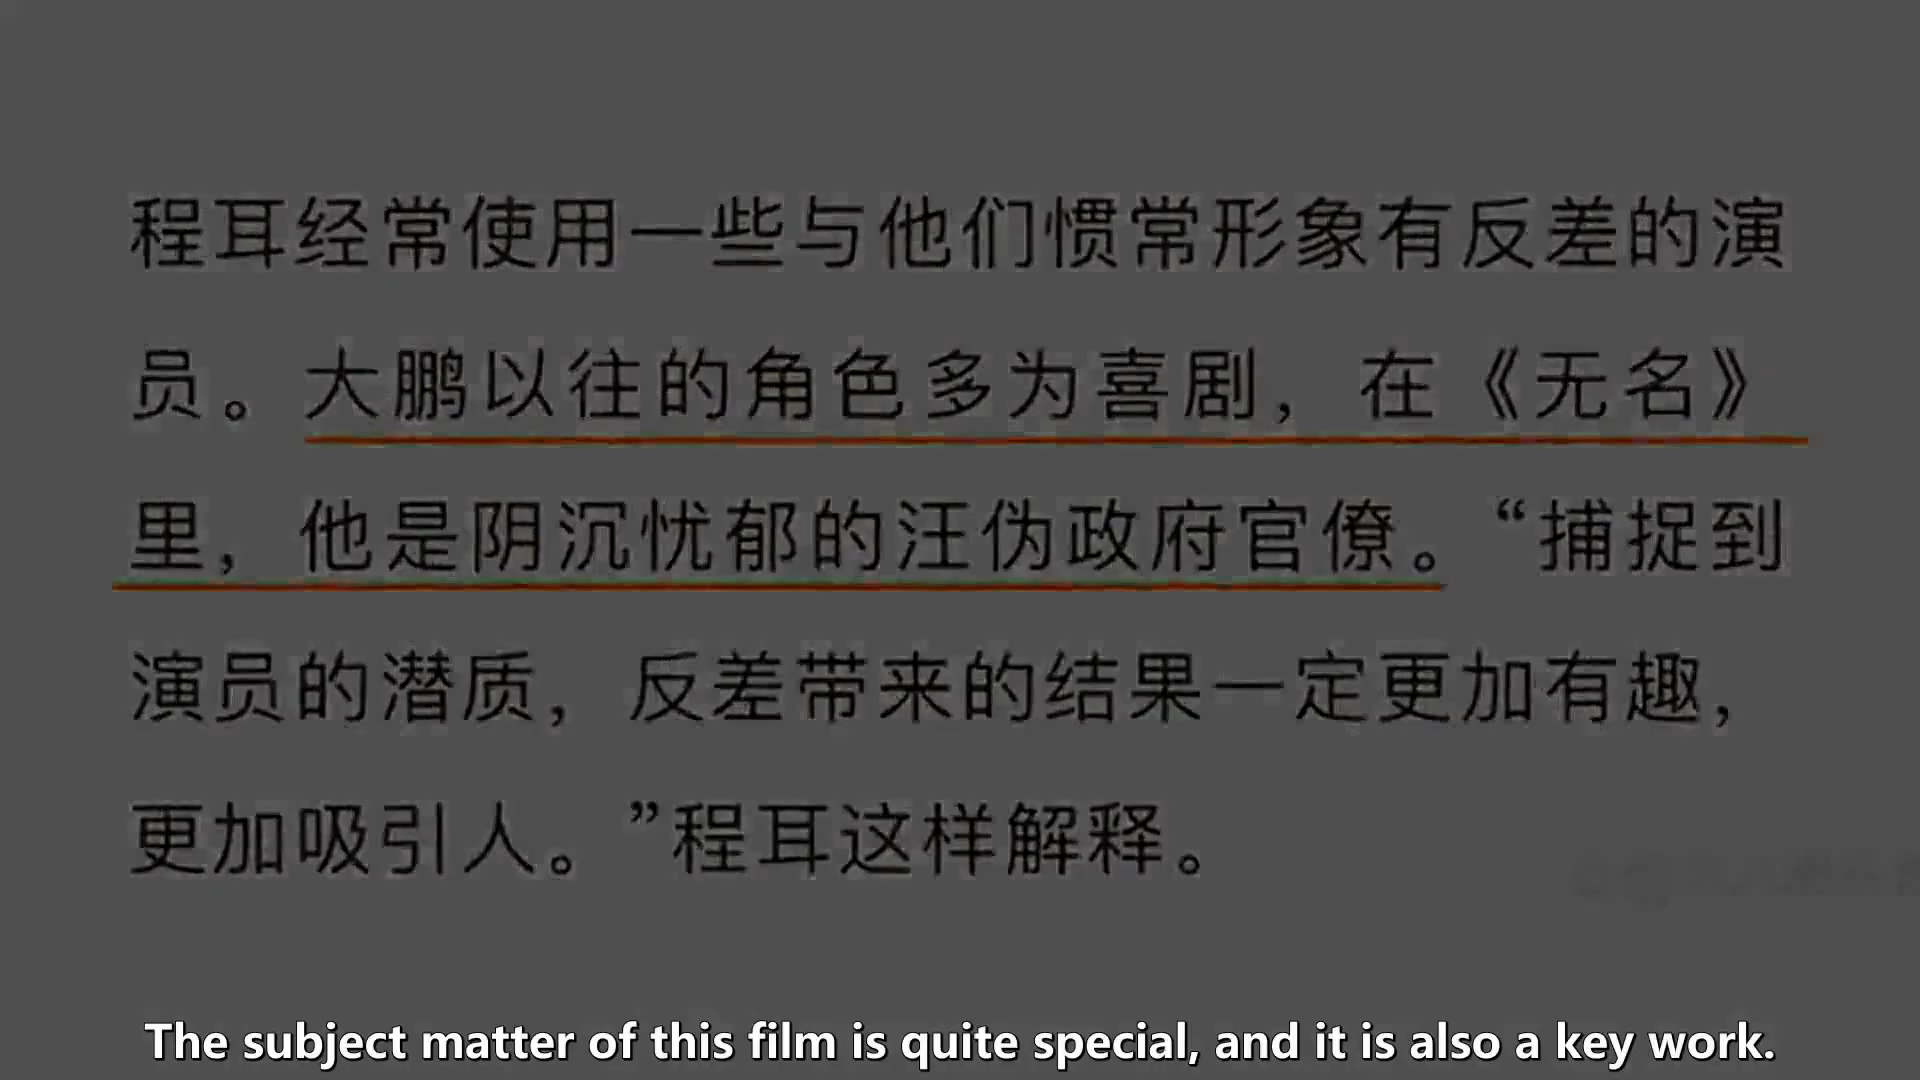 程耳经常使用一些与他们惯常形象有反差的演
员。大鹏以往的角色多为喜剧，在《无名》
里，他是阴沉忧郁的汪伪政府官僚。“捕捉到
演员的潜质，反差带来的结果一定更加有趣，
更加吸引人。”程耳这样解释。
The subject matter of this film is quite special, and it is also a key work.